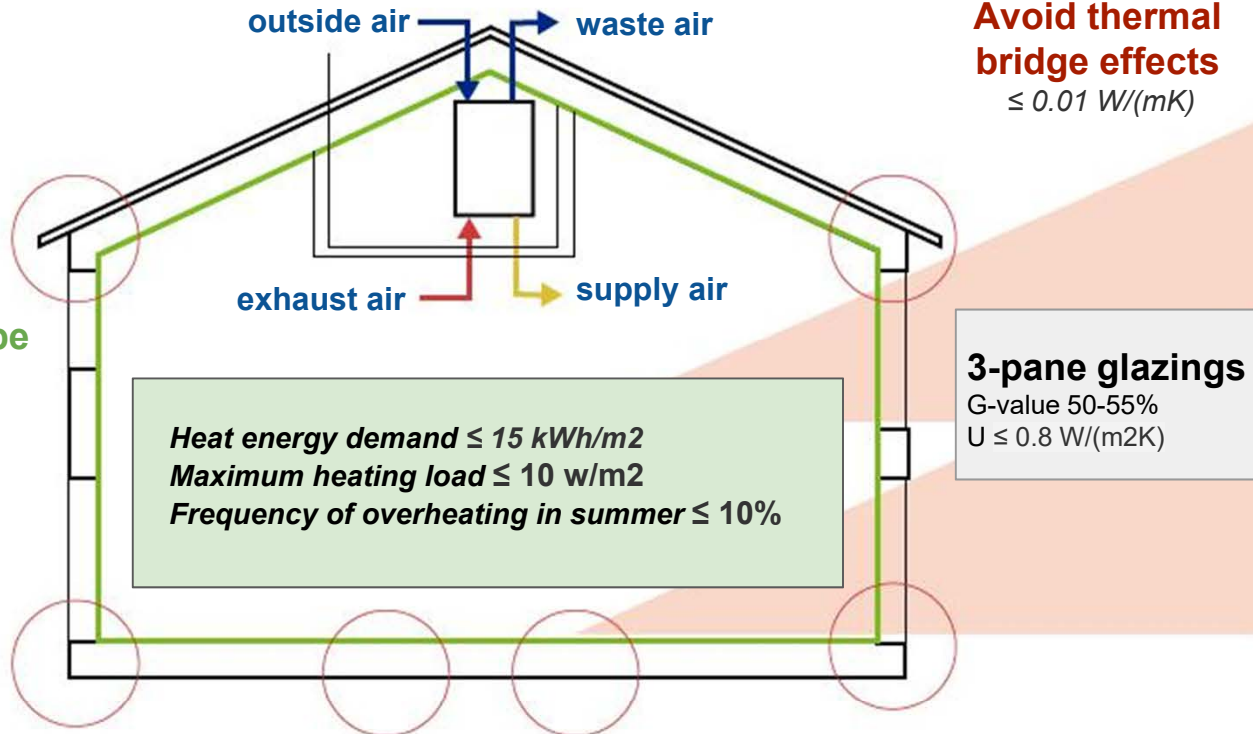 outside air
waste air
Avoid thermal
bridge effects
≤ 0.01 W/(mK)
exhaust air
supply air
pe
3-pane glazings
G-value 50-55%
U ≤ 0.8 W/(m2K)
Heat energy demand ≤ 15 kWh/m2
Maximum heating load ≤ 10 w/m2
Frequency of overheating in summer ≤ 10%